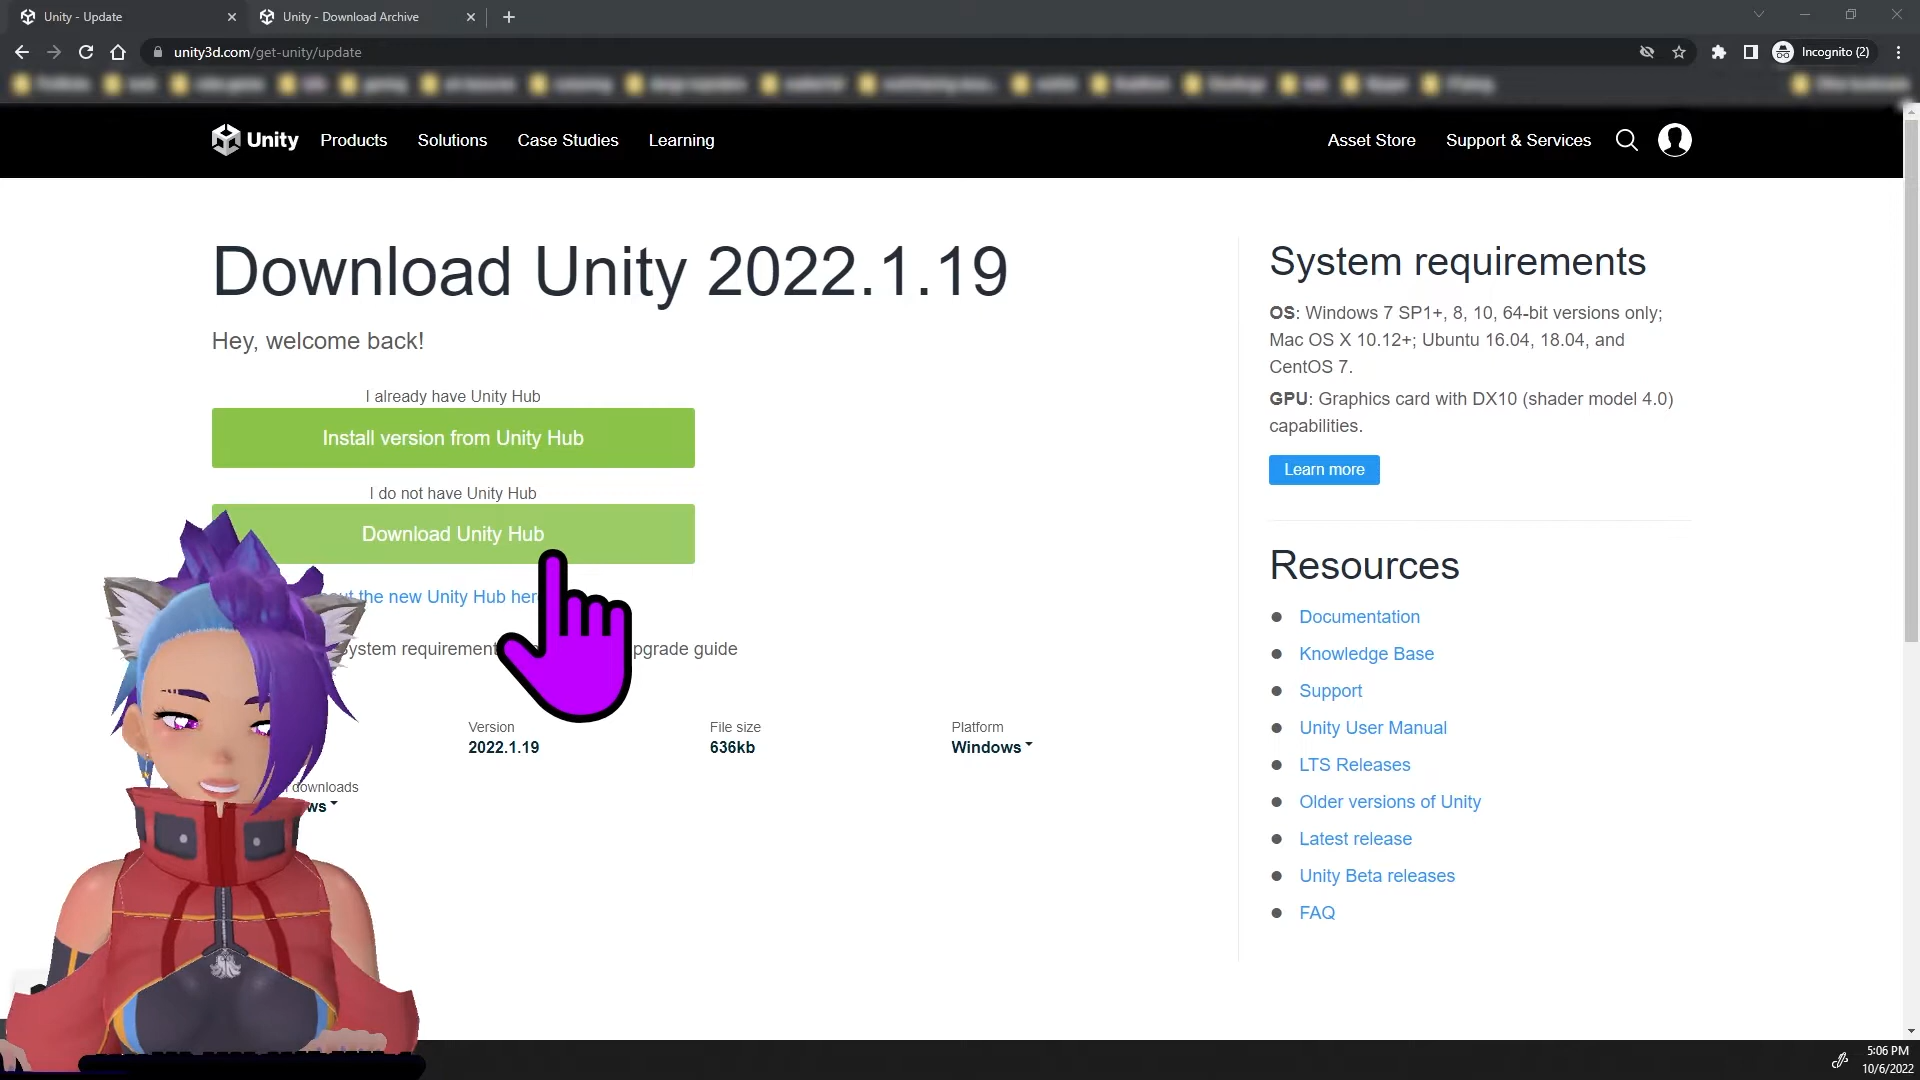 Unity - Update
Unity - Download Archive
unity3d.com/get-unity/update
Incognito (2)
Unity
Products
Solutions
Case Studies
Learning
Asset Store
Support & Services
Download Unity 2022.1.19
Hey, welcome back!
I already have Unity Hub
Install version from Unity Hub
I do not have Unity Hub
Download Unity Hub
the new Unity Hub here
guide
Version
2022.1.19
File size
636kb
Platform
Windows
downloads
System requirements
OS: Windows 7 SP1+, 8, 10, 64-bit versions only;
Mac OS X 10.12+; Ubuntu 16.04, 18.04, and
CentOS 7.
GPU: Graphics card with DX10 (shader model 4.0)
capabilities.
Learn more
Resources
Documentation
Knowledge Base
Support
Unity User Manual
LTS Releases
Older versions of Unity
Latest release
Unity Beta releases
FAQ
5:06 PM
10/6/2022